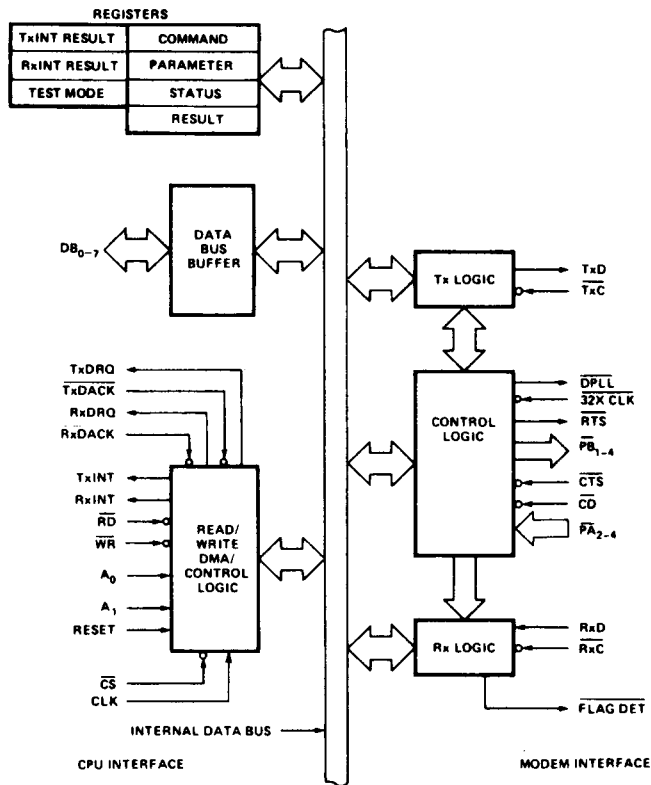 REGISTERS
TxINT RESULT
COMMAND
RxINT RESULT
PARAMETER
TEST MODE
STATUS
RESULT
DB0–7
DATA
BUS
BUFFER
Tx LOGIC
TxD
TxC
TxDRQ
TxDACK
RxDRQ
RxDACK
TxINT
RxINT
RD
WR
A0
A1
RESET
CS
CLK
READ/
WRITE
DMA/
CONTROL
LOGIC
CONTROL
LOGIC
DPLL
32X CLK
RTS
PB1–4
CTS
CD
PA2–4
Rx LOGIC
RxD
RxC
FLAG DET
INTERNAL DATA BUS
CPU INTERFACE
MODEM INTERFACE